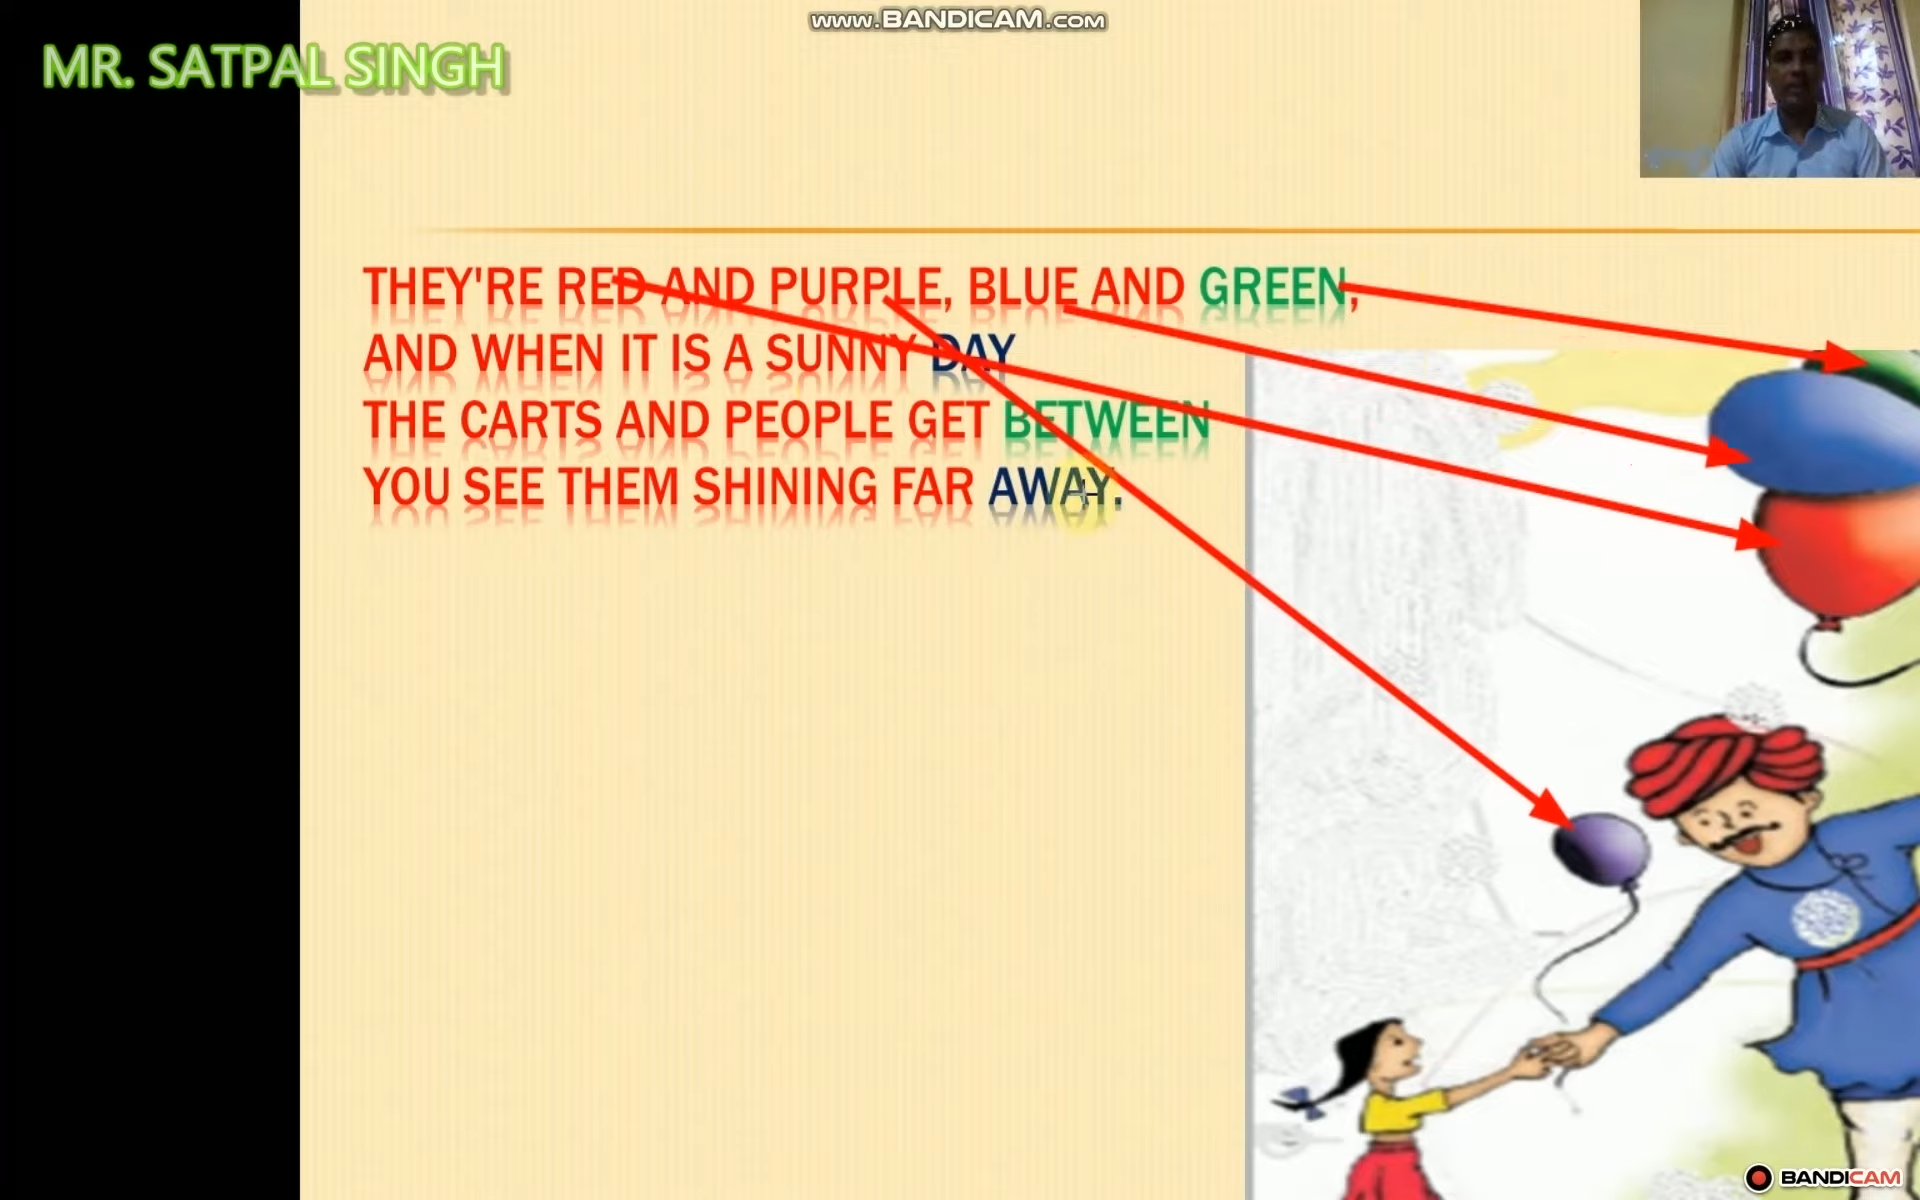 www.BANDICAM.com
MR. SATPAL SINGH
THEY'RE RED AND PURPLE, BLUE AND GREEN,
AND WHEN IT IS A SUNNY DAY
THE CARTS AND PEOPLE GET BETWEEN
YOU SEE THEM SHINING FAR AWAY.
BANDICAM